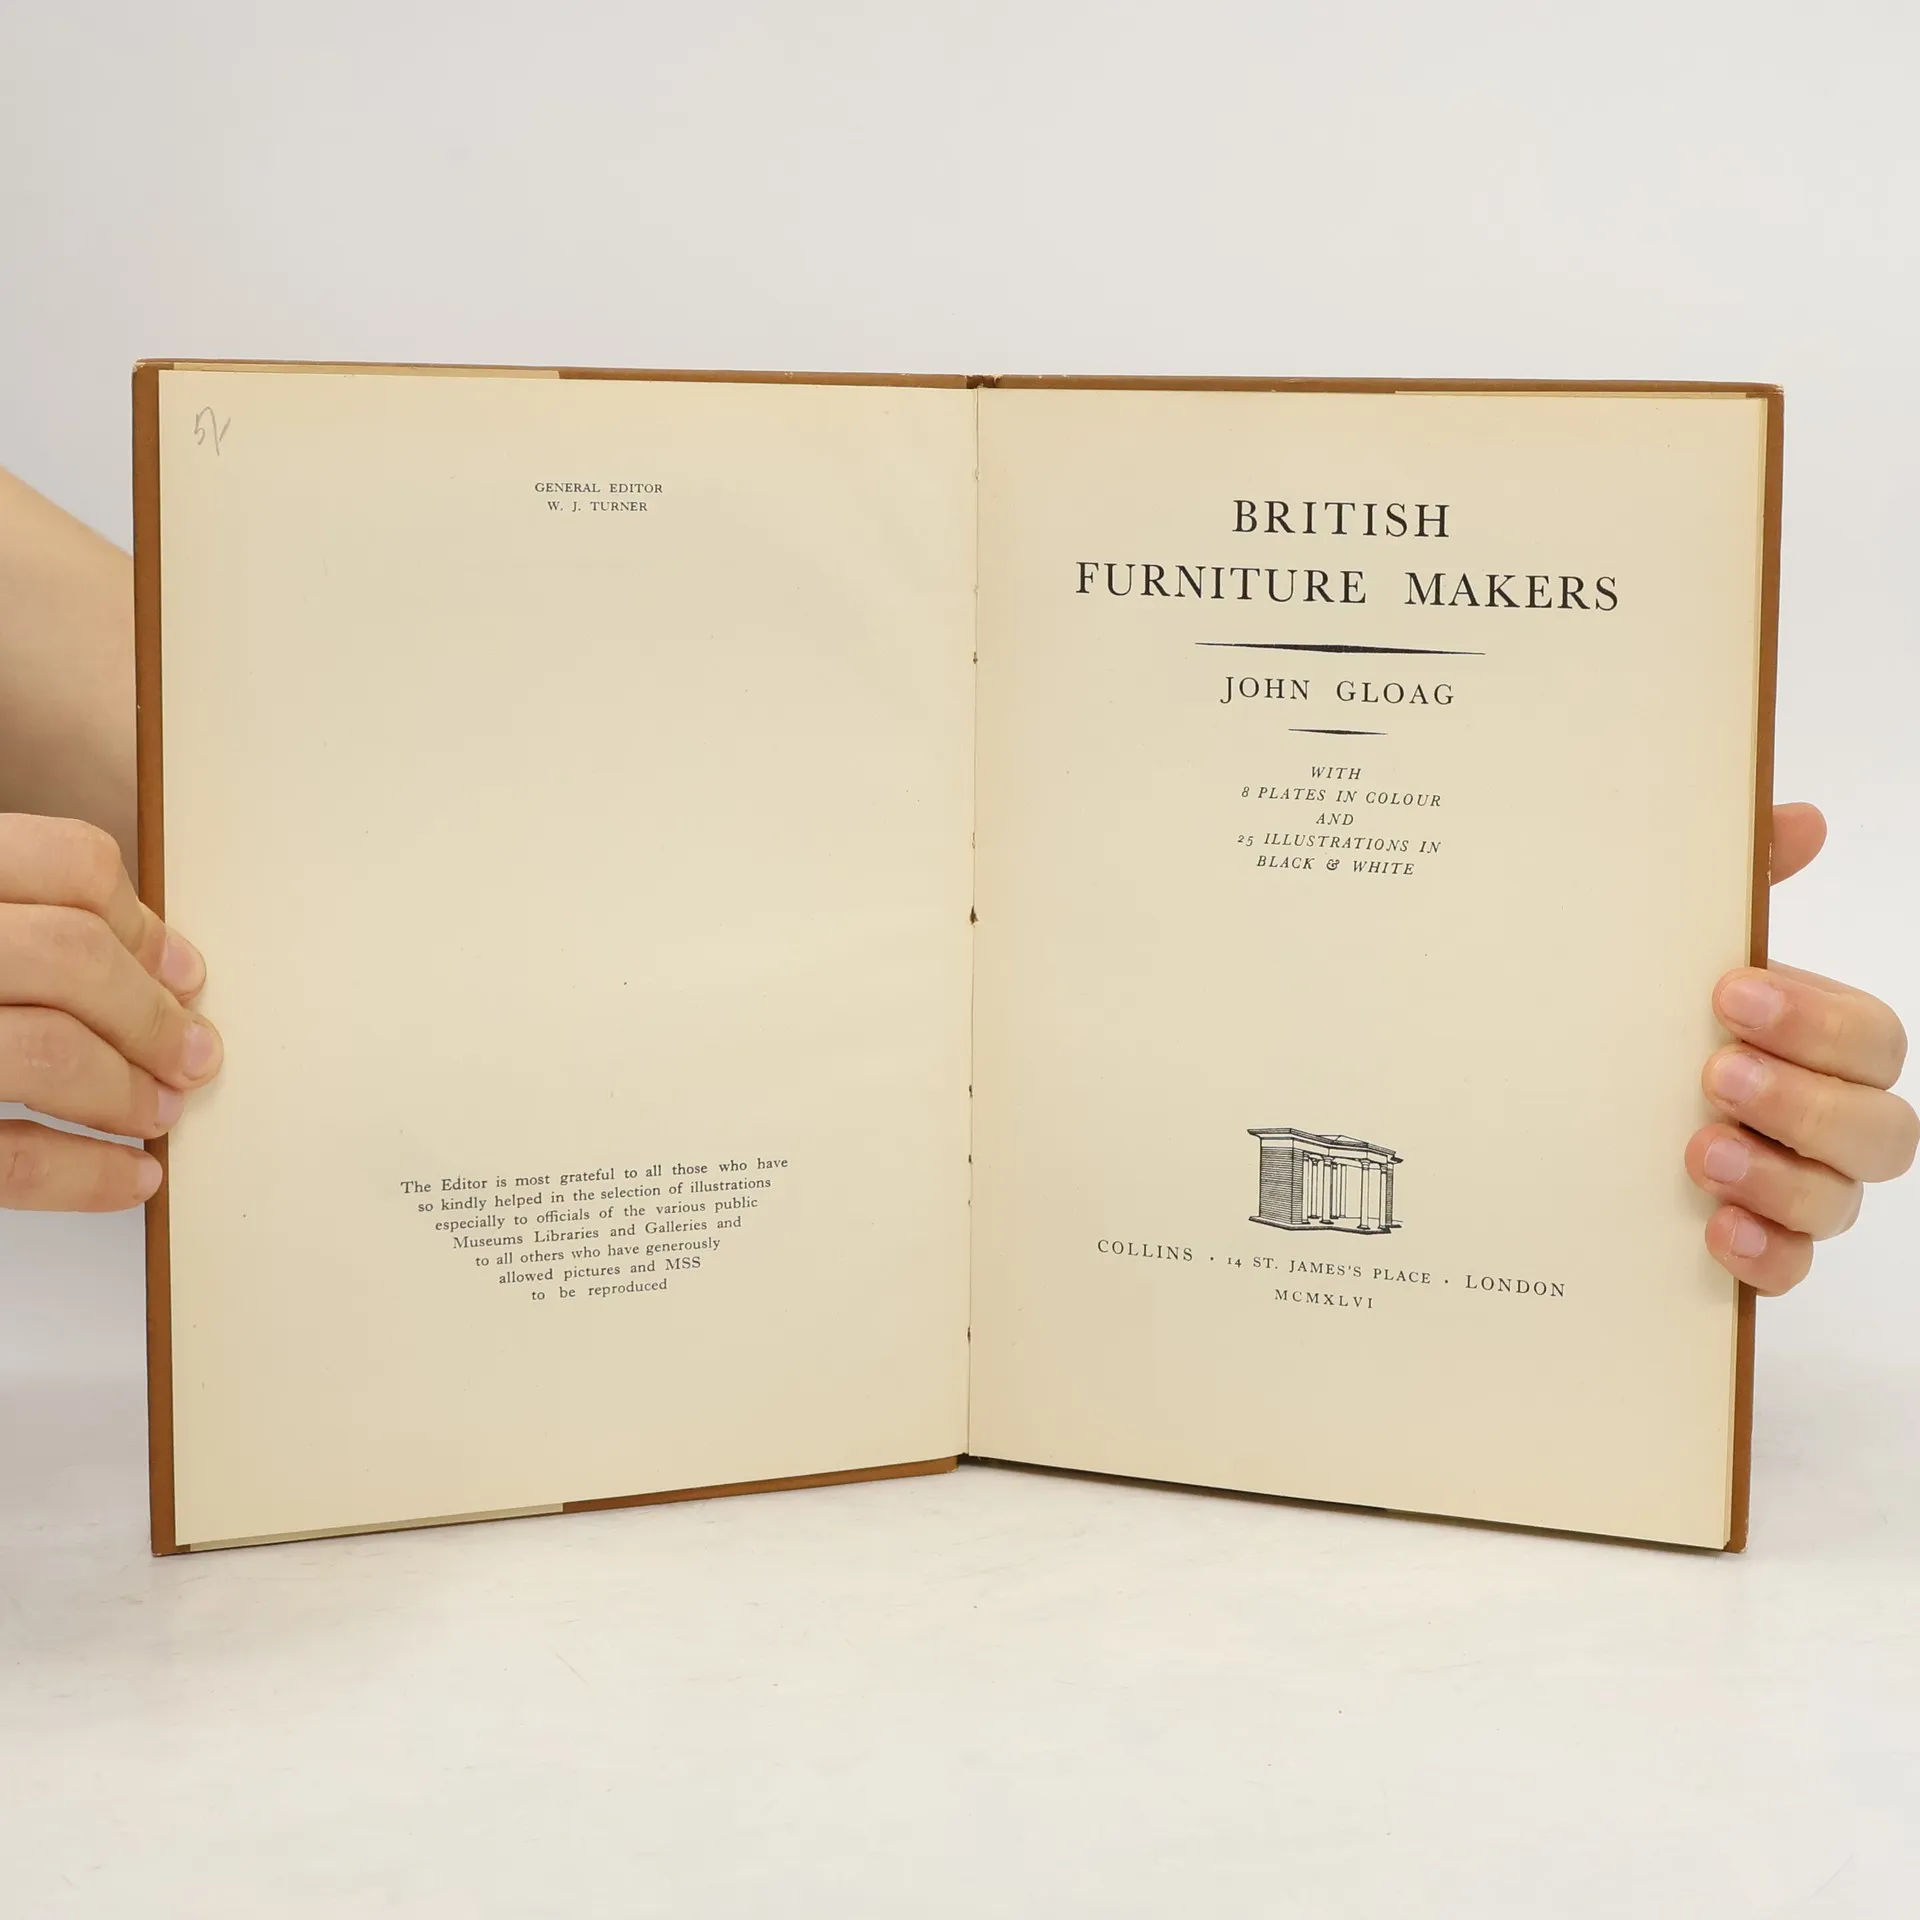 5/-
GENERAL EDITOR
W. J. TURNER
The Editor is most grateful to all those who have
so kindly helped in the selection of illustrations
especially to officials of the various public
Museums Libraries and Galleries and
to all others who have generously
allowed pictures and MSS
to be reproduced
BRITISH
FURNITURE MAKERS
JOHN GLOAG
WITH
8 PLATES IN COLOUR
AND
25 ILLUSTRATIONS IN
BLACK & WHITE
COLLINS · 14 ST. JAMES'S PLACE · LONDON
MCMXLVI